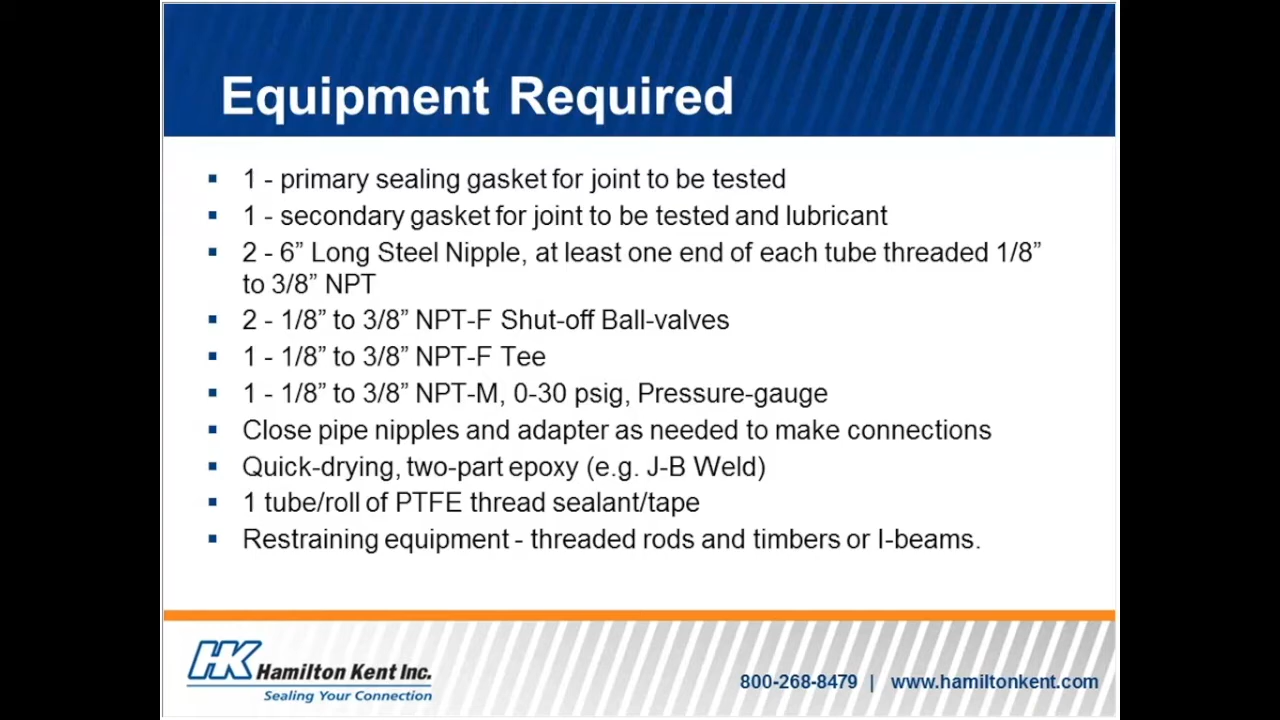 Equipment Required
▪ 1 - primary sealing gasket for joint to be tested
▪ 1 - secondary gasket for joint to be tested and lubricant
▪ 2 - 6” Long Steel Nipple, at least one end of each tube threaded 1/8”
to 3/8” NPT
▪ 2 - 1/8” to 3/8” NPT-F Shut-off Ball-valves
▪ 1 - 1/8” to 3/8” NPT-F Tee
▪ 1 - 1/8” to 3/8” NPT-M, 0-30 psig, Pressure-gauge
▪ Close pipe nipples and adapter as needed to make connections
▪ Quick-drying, two-part epoxy (e.g. J-B Weld)
▪ 1 tube/roll of PTFE thread sealant/tape
▪ Restraining equipment - threaded rods and timbers or I-beams.
HK Hamilton Kent Inc.
Sealing Your Connection
800-268-8479 | www.hamiltonkent.com